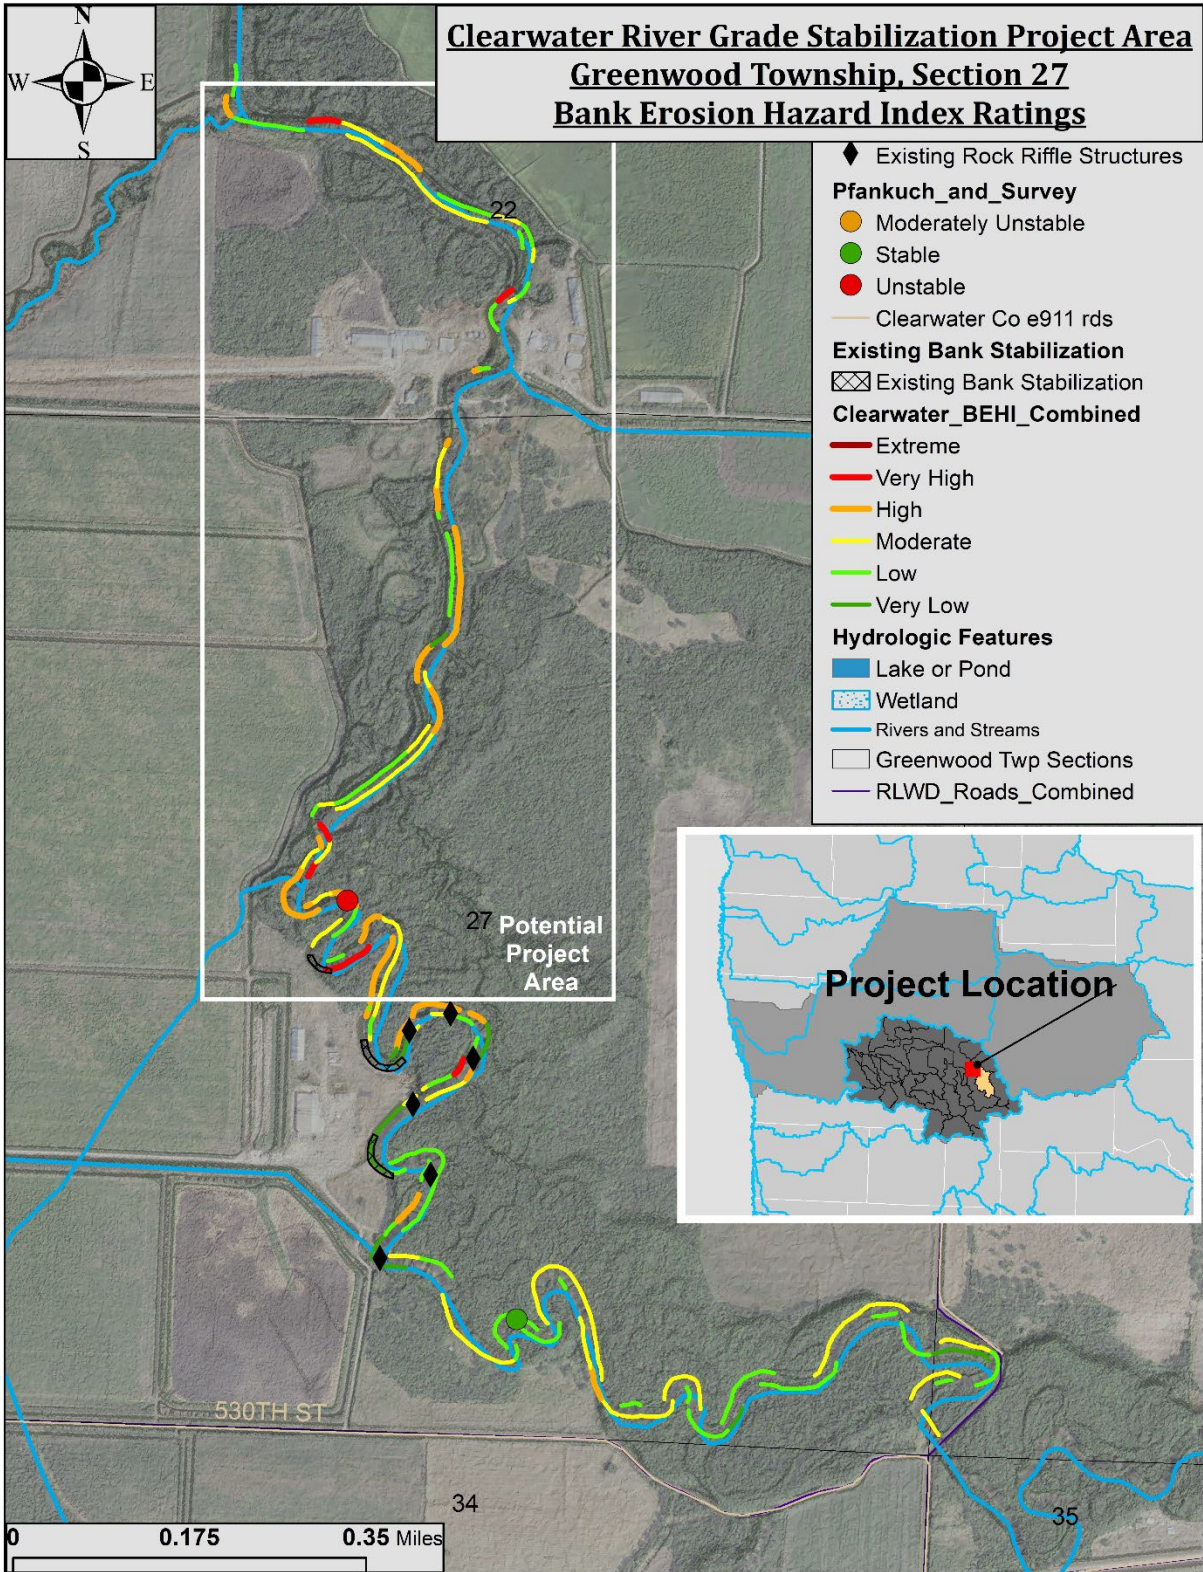 N
W
E
S
Clearwater River Grade Stabilization Project Area
Greenwood Township, Section 27
Bank Erosion Hazard Index Ratings
Existing Rock Riffle Structures
Pfankuch_and_Survey
Moderately Unstable
Stable
Unstable
Clearwater Co e911 rds
Existing Bank Stabilization
Existing Bank Stabilization
Clearwater_BEHI_Combined
Extreme
Very High
High
Moderate
Low
Very Low
Hydrologic Features
Lake or Pond
Wetland
Rivers and Streams
Greenwood Twp Sections
RLWD_Roads_Combined
22
27
Potential
Project
Area
Project Location
530TH ST
34
35
0 0.175 0.35 Miles